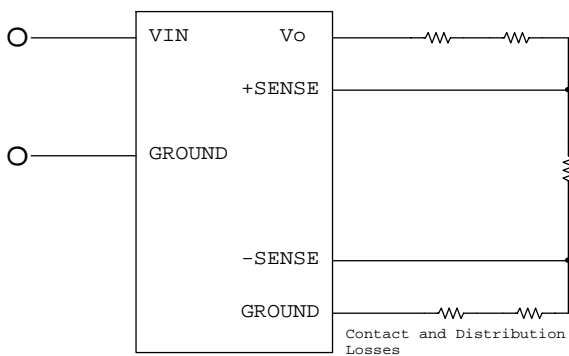 VIN Vo
+SENSE
GROUND
-SENSE
GROUND
Contact and Distribution
Losses